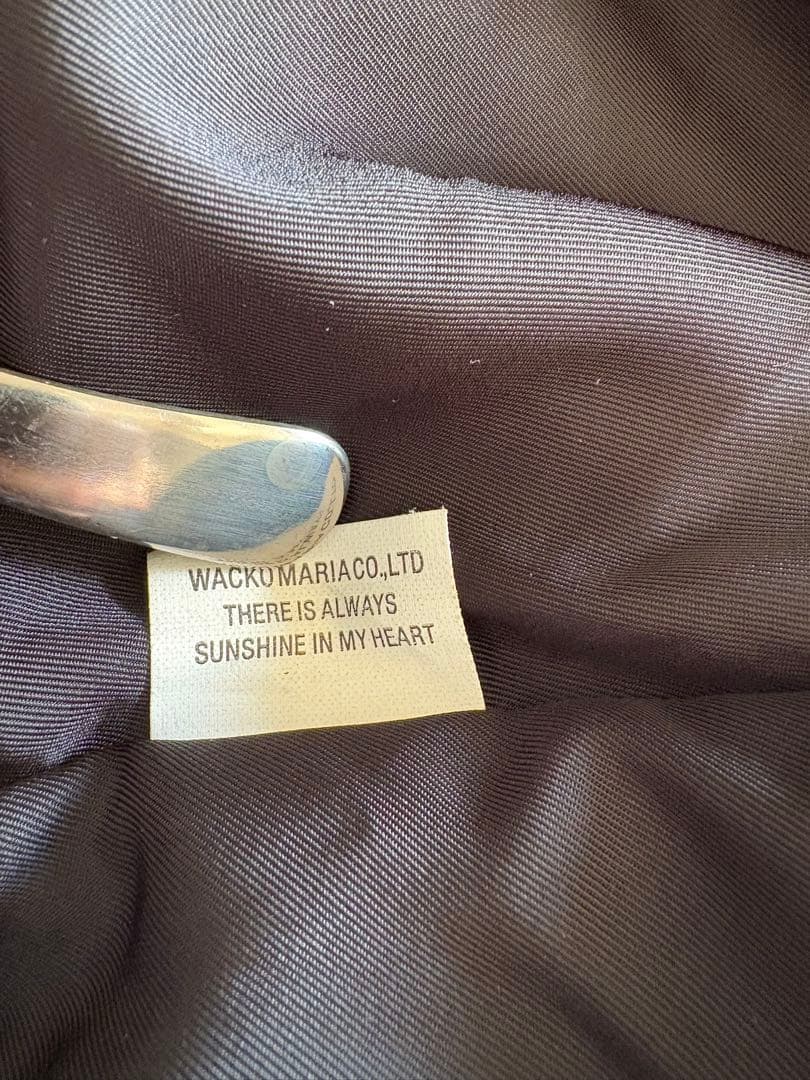 WACKO MARIA CO.,LTD
THERE IS ALWAYS
SUNSHINE IN MY HEART